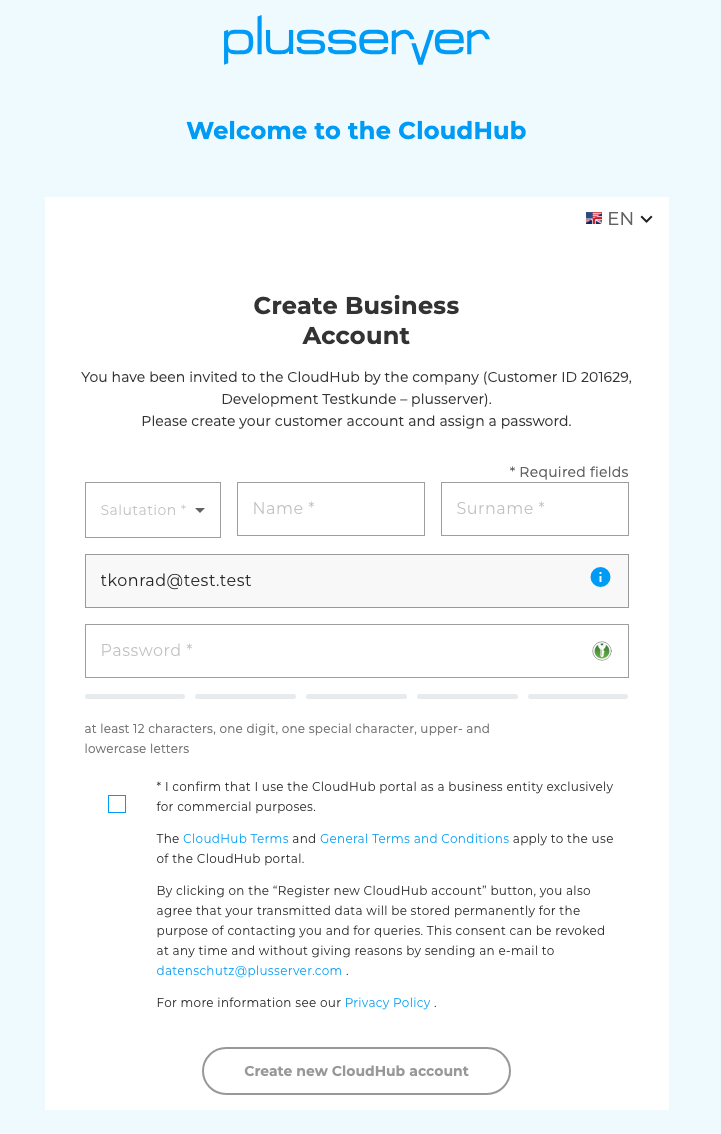 plusserver
Welcome to the CloudHub
EN
Create Business
Account
You have been invited to the CloudHub by the company (Customer ID 201629,
Development Testkunde – plusserver).
Please create your customer account and assign a password.
* Required fields
Salutation * Name * Surname *
tkonrad@test.test
Password *
at least 12 characters, one digit, one special character, upper- and
lowercase letters
* I confirm that I use the CloudHub portal as a business entity exclusively
for commercial purposes.
The CloudHub Terms and General Terms and Conditions apply to the use
of the CloudHub portal.
By clicking on the “Register new CloudHub account” button, you also
agree that your transmitted data will be stored permanently for the
purpose of contacting you and for queries. This consent can be revoked
at any time and without giving reasons by sending an e-mail to
datenschutz@plusserver.com .
For more information see our Privacy Policy .
Create new CloudHub account